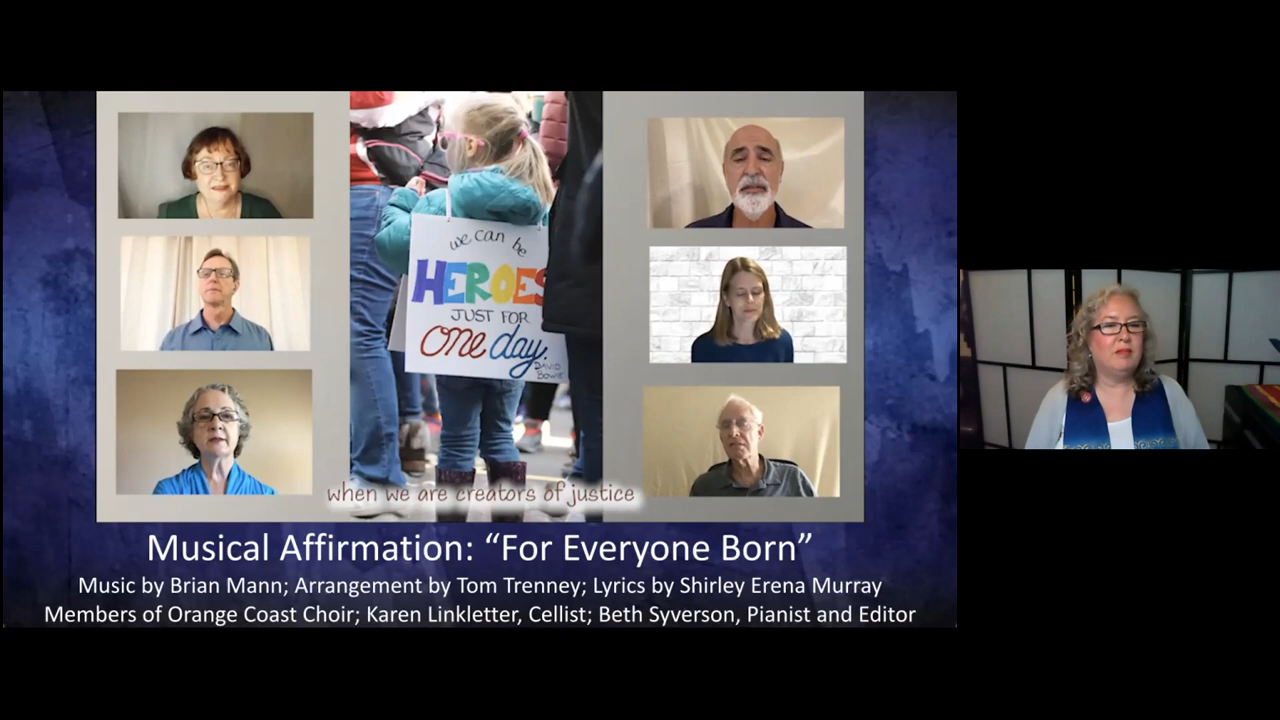 we can be
HEROES
JUST FOR
one day.
DAVID
BOWIE
when we are creators of justice
Musical Affirmation: “For Everyone Born”
Music by Brian Mann; Arrangement by Tom Trenney; Lyrics by Shirley Erena Murray
Members of Orange Coast Choir; Karen Linkletter, Cellist; Beth Syverson, Pianist and Editor